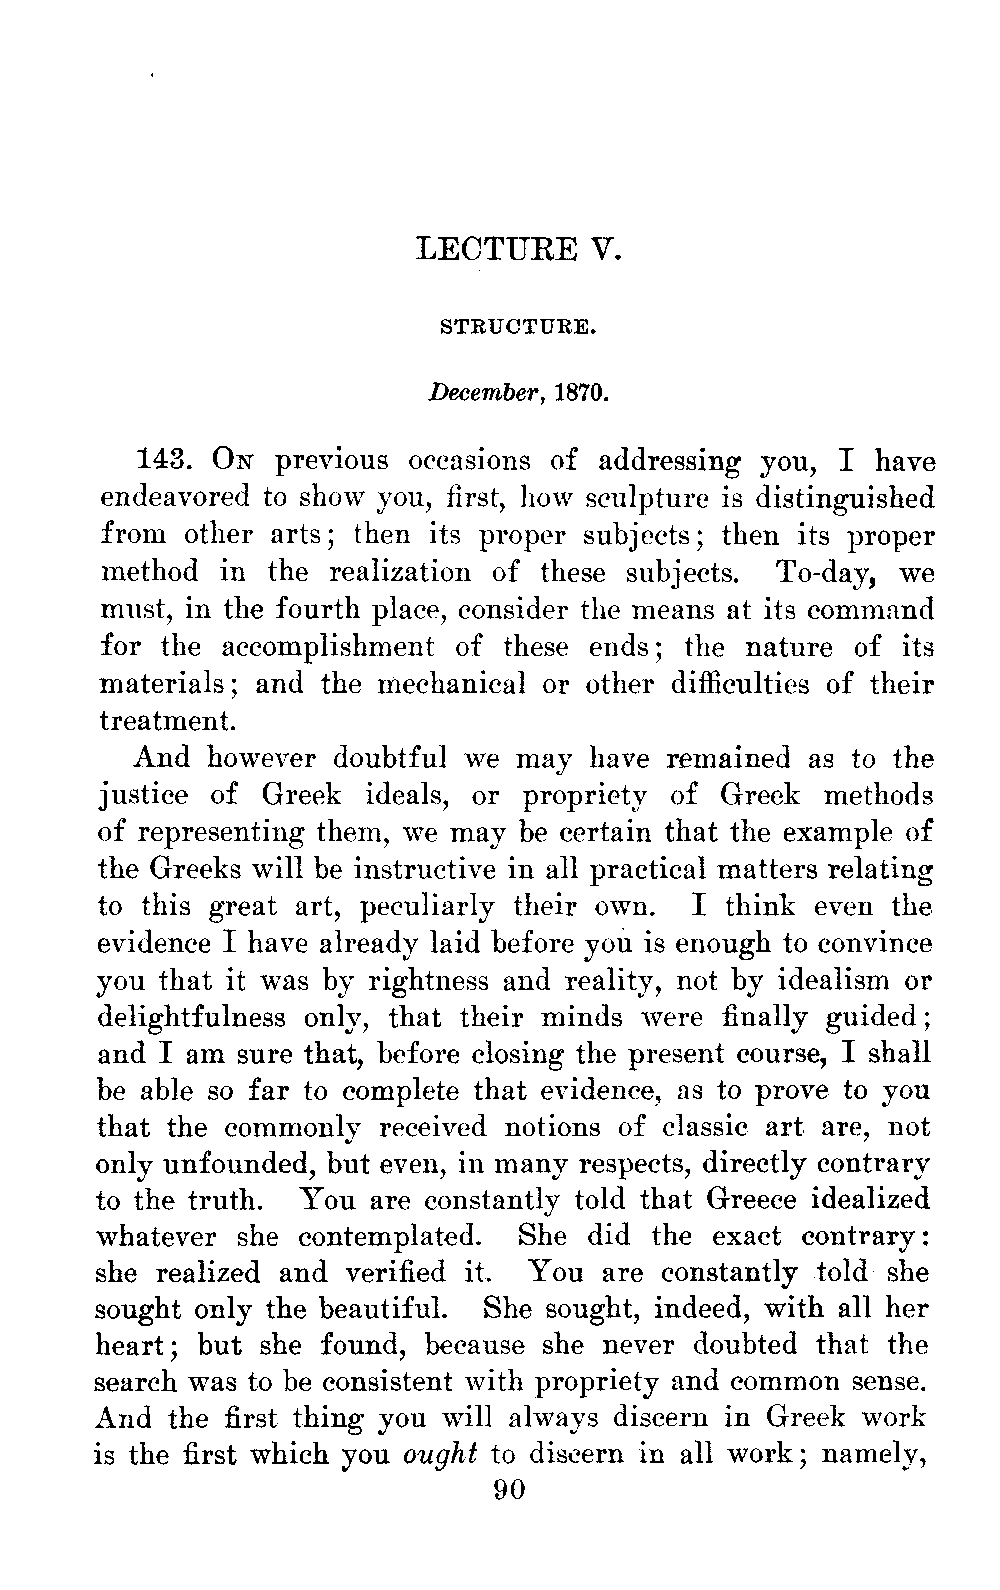 LECTURE V.
STRUCTURE.
December, 1870.
143. On previous occasions of addressing you, I have
endeavored to show you, first, how sculpture is distinguished
from other arts; then its proper subjects; then its proper
method in the realization of these subjects. To-day, we
must, in the fourth place, consider the means at its command
for the accomplishment of these ends; the nature of its
materials; and the mechanical or other difficulties of their
treatment.
And however doubtful we may have remained as to the
justice of Greek ideals, or propriety of Greek methods
of representing them, we may be certain that the example of
the Greeks will be instructive in all practical matters relating
to this great art, peculiarly their own. I think even the
evidence I have already laid before you is enough to convince
you that it was by rightness and reality, not by idealism or
delightfulness only, that their minds were finally guided;
and I am sure that, before closing the present course, I shall
be able so far to complete that evidence, as to prove to you
that the commonly received notions of classic art are, not
only unfounded, but even, in many respects, directly contrary
to the truth. You are constantly told that Greece idealized
whatever she contemplated. She did the exact contrary:
she realized and verified it. You are constantly told she
sought only the beautiful. She sought, indeed, with all her
heart; but she found, because she never doubted that the
search was to be consistent with propriety and common sense.
And the first thing you will always discern in Greek work
is the first which you ought to discern in all work; namely,
90